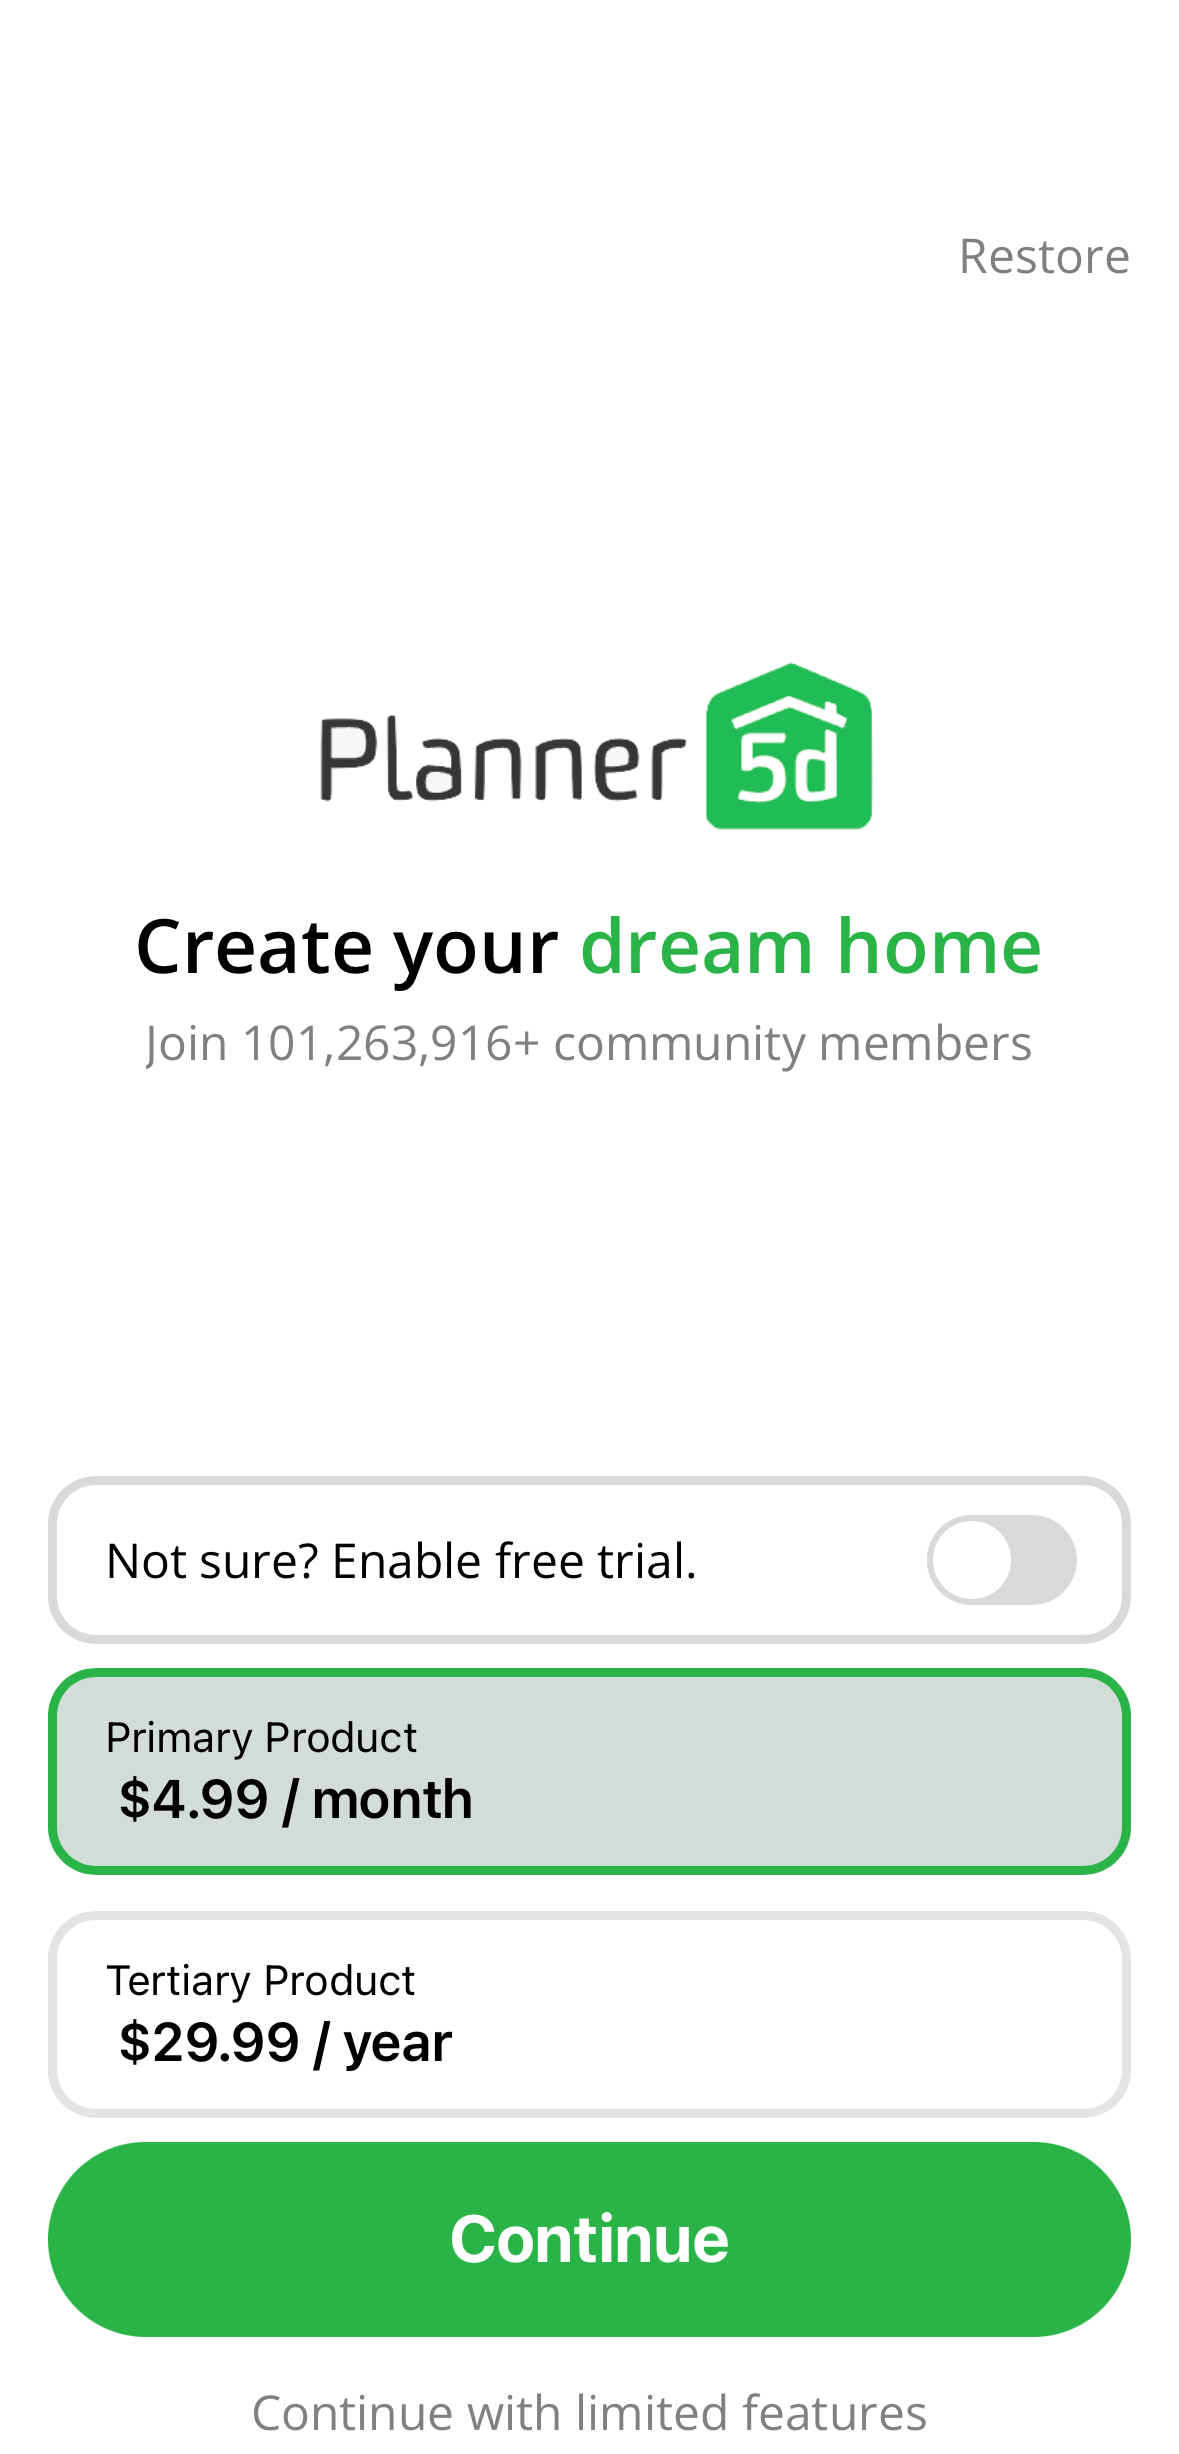 Restore
Planner 5d
Create your dream home
Join 101,263,916+ community members
Not sure? Enable free trial.
Primary Product
$4.99 / month
Tertiary Product
$29.99 / year
Continue
Continue with limited features